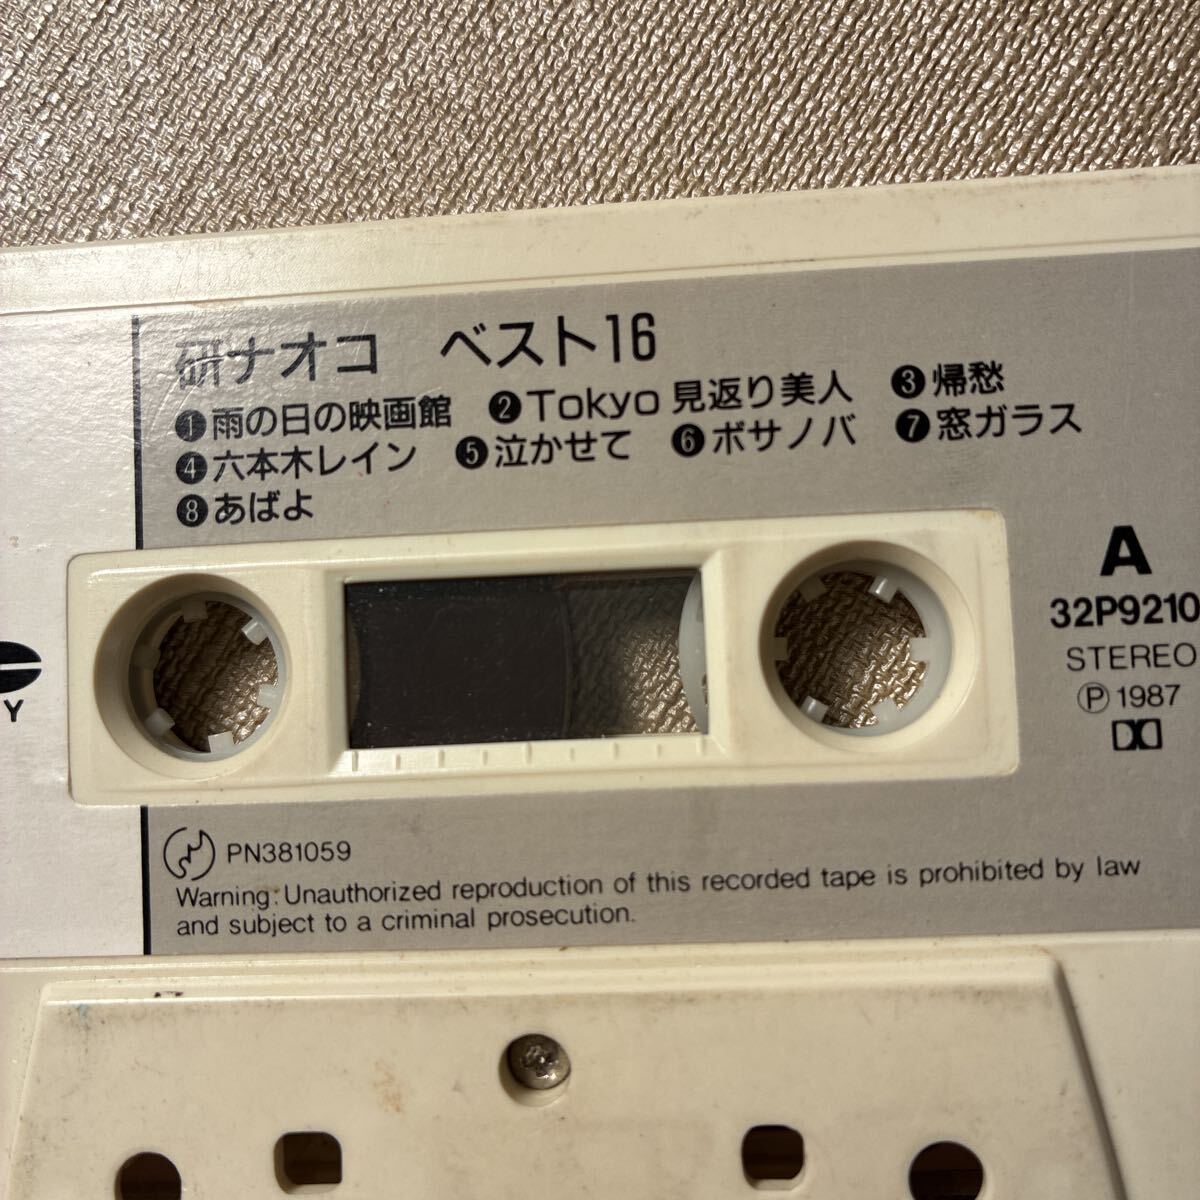 研ナオコ ベスト16
❶雨の日の映画館 ❷Tokyo 見返り美人 ❸帰愁
❹六本木レイン ❺泣かせて ❻ボサノバ ❼窓ガラス
❽あばよ
A
32P9210
STEREO
Ⓟ 1987
Y
PN381059
Warning: Unauthorized reproduction of this recorded tape is prohibited by law
and subject to a criminal prosecution.